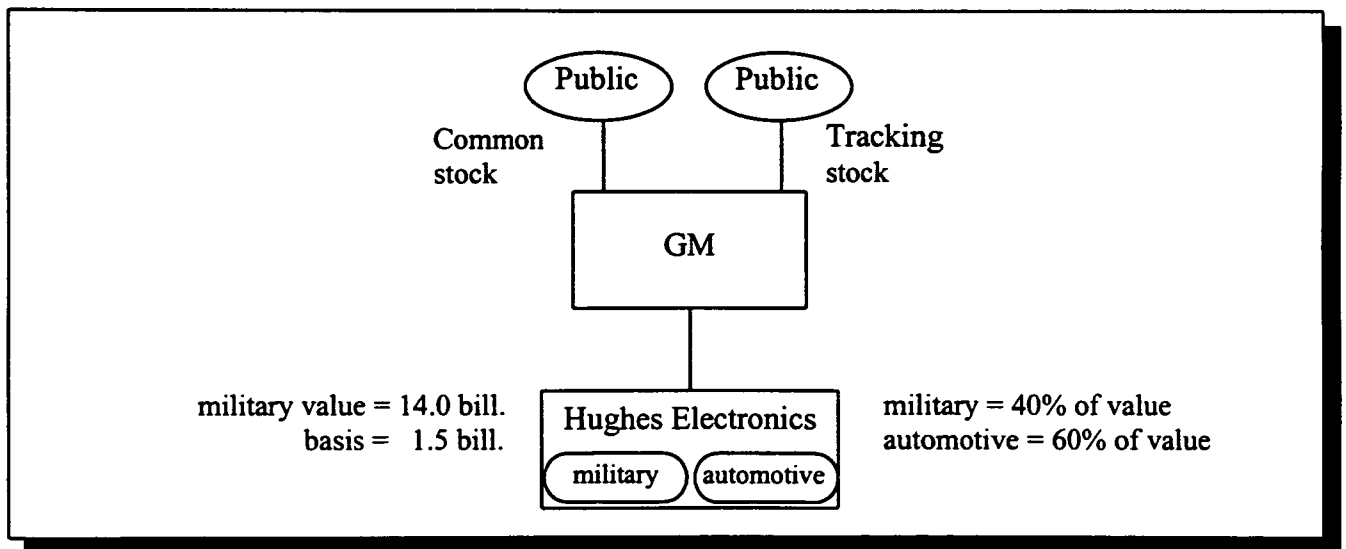 Public
Public
Common
stock
Tracking
stock
GM
military value = 14.0 bill.
basis = 1.5 bill.
Hughes Electronics
military
automotive
military = 40% of value
automotive = 60% of value